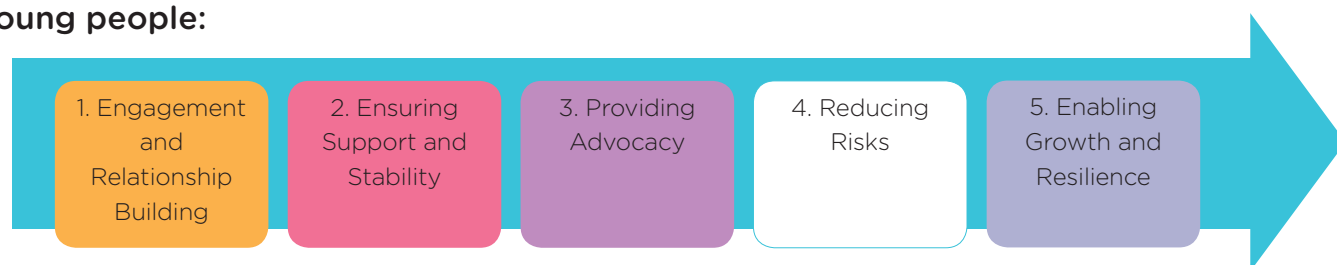 oung people:
1. Engagement
and
Relationship
Building
2. Ensuring
Support and
Stability
3. Providing
Advocacy
4. Reducing
Risks
5. Enabling
Growth and
Resilience